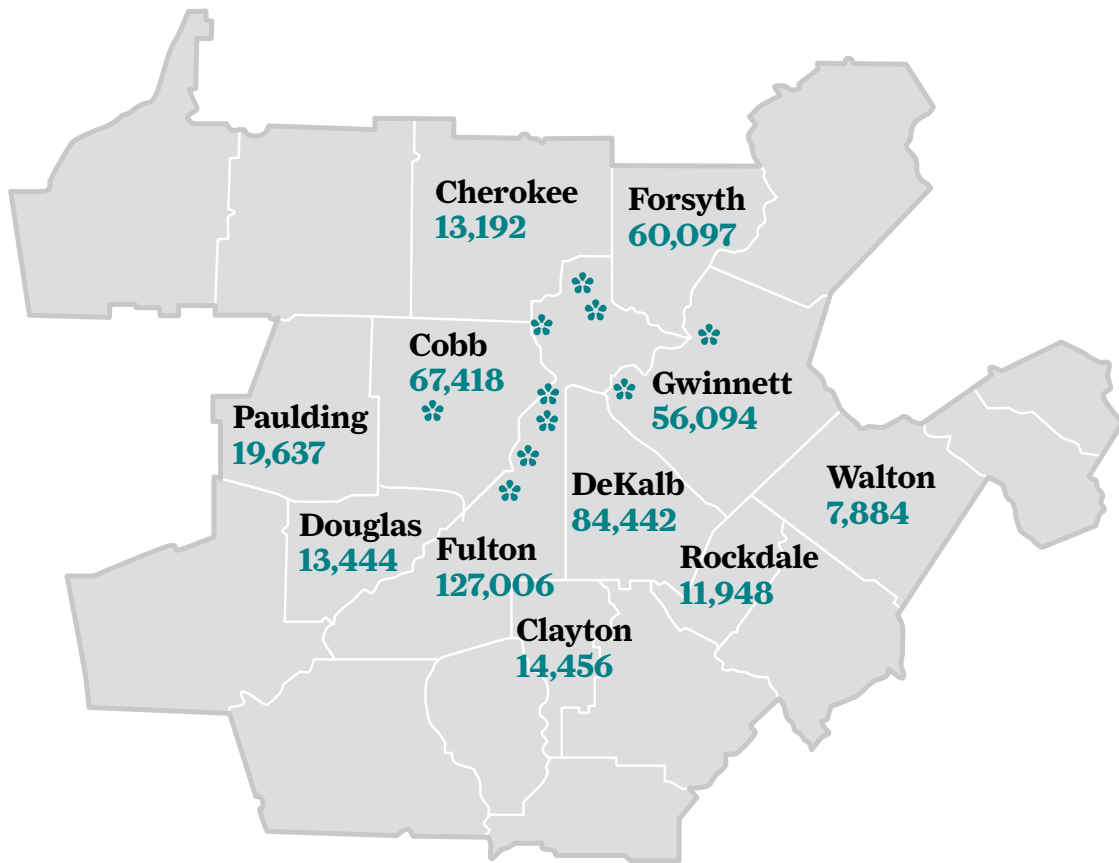 Cherokee
13,192
Forsyth
60,097
Cobb
67,418
Gwinnett
56,094
Paulding
19,637
Walton
7,884
DeKalb
84,442
Douglas
13,444
Fulton
127,006
Rockdale
11,948
Clayton
14,456